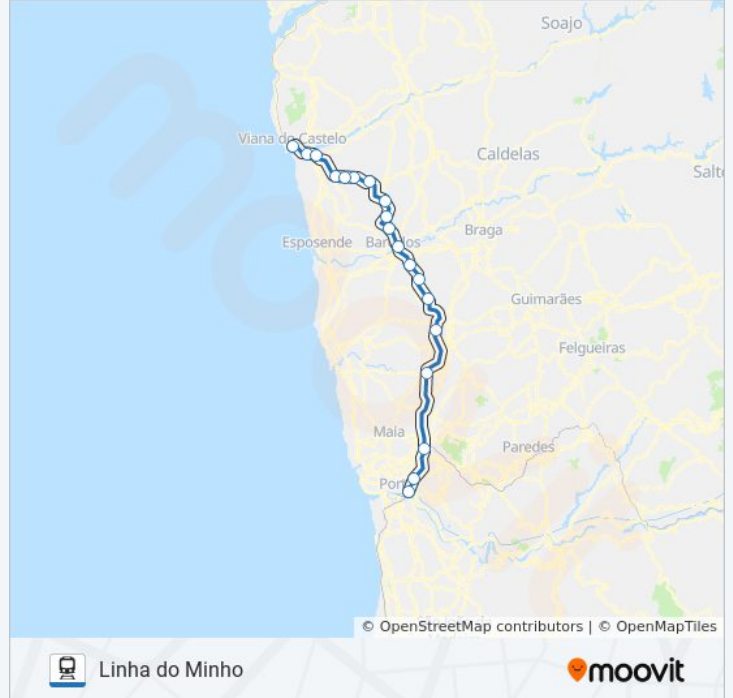 Soajo
Viana do Castelo
Caldelas
Salt
Braga
Esposende
Barcelos
Guimarães
Felgueiras
Maia
Paredes
Porto
© OpenStreetMap contributors | © OpenMapTiles
Linha do Minho
moovit